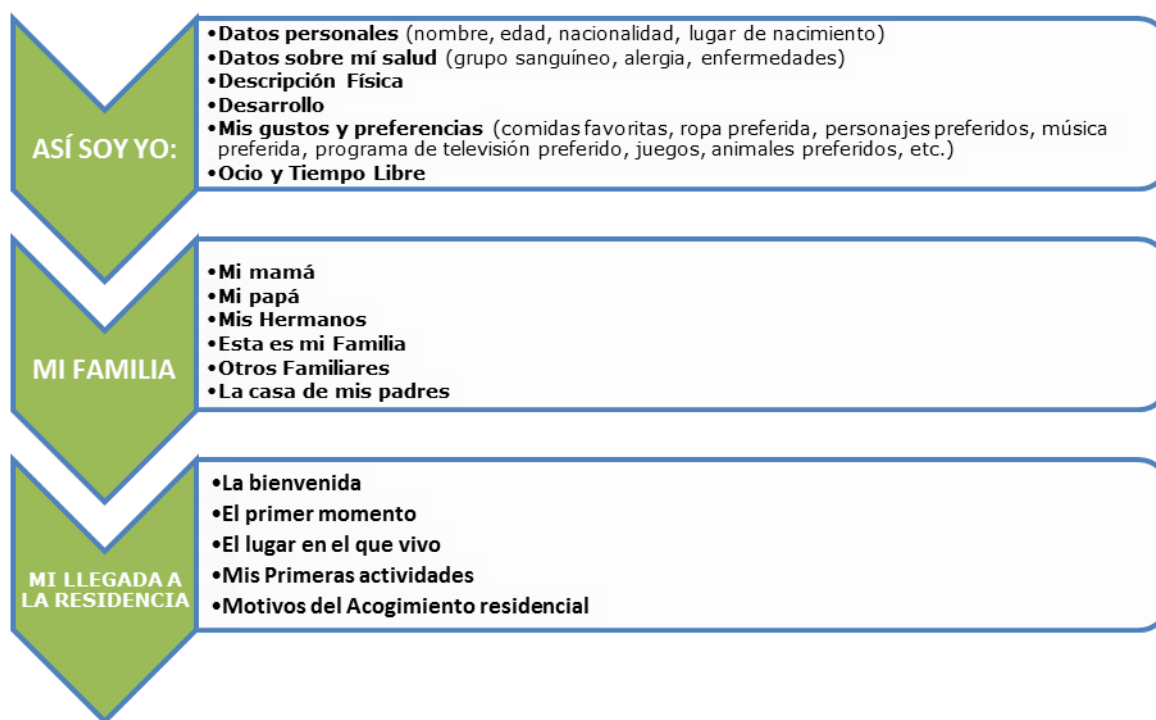 ASÍ SOY YO:
•Datos personales (nombre, edad, nacionalidad, lugar de nacimiento)
•Datos sobre mí salud (grupo sanguíneo, alergia, enfermedades)
•Descripción Física
•Desarrollo
•Mis gustos y preferencias (comidas favoritas, ropa preferida, personajes preferidos, música
preferida, programa de televisión preferido, juegos, animales preferidos, etc.)
•Ocio y Tiempo Libre
MI FAMILIA
•Mi mamá
•Mi papá
•Mis Hermanos
•Esta es mi Familia
•Otros Familiares
•La casa de mis padres
MI LLEGADA A
LA RESIDENCIA
•La bienvenida
•El primer momento
•El lugar en el que vivo
•Mis Primeras actividades
•Motivos del Acogimiento residencial